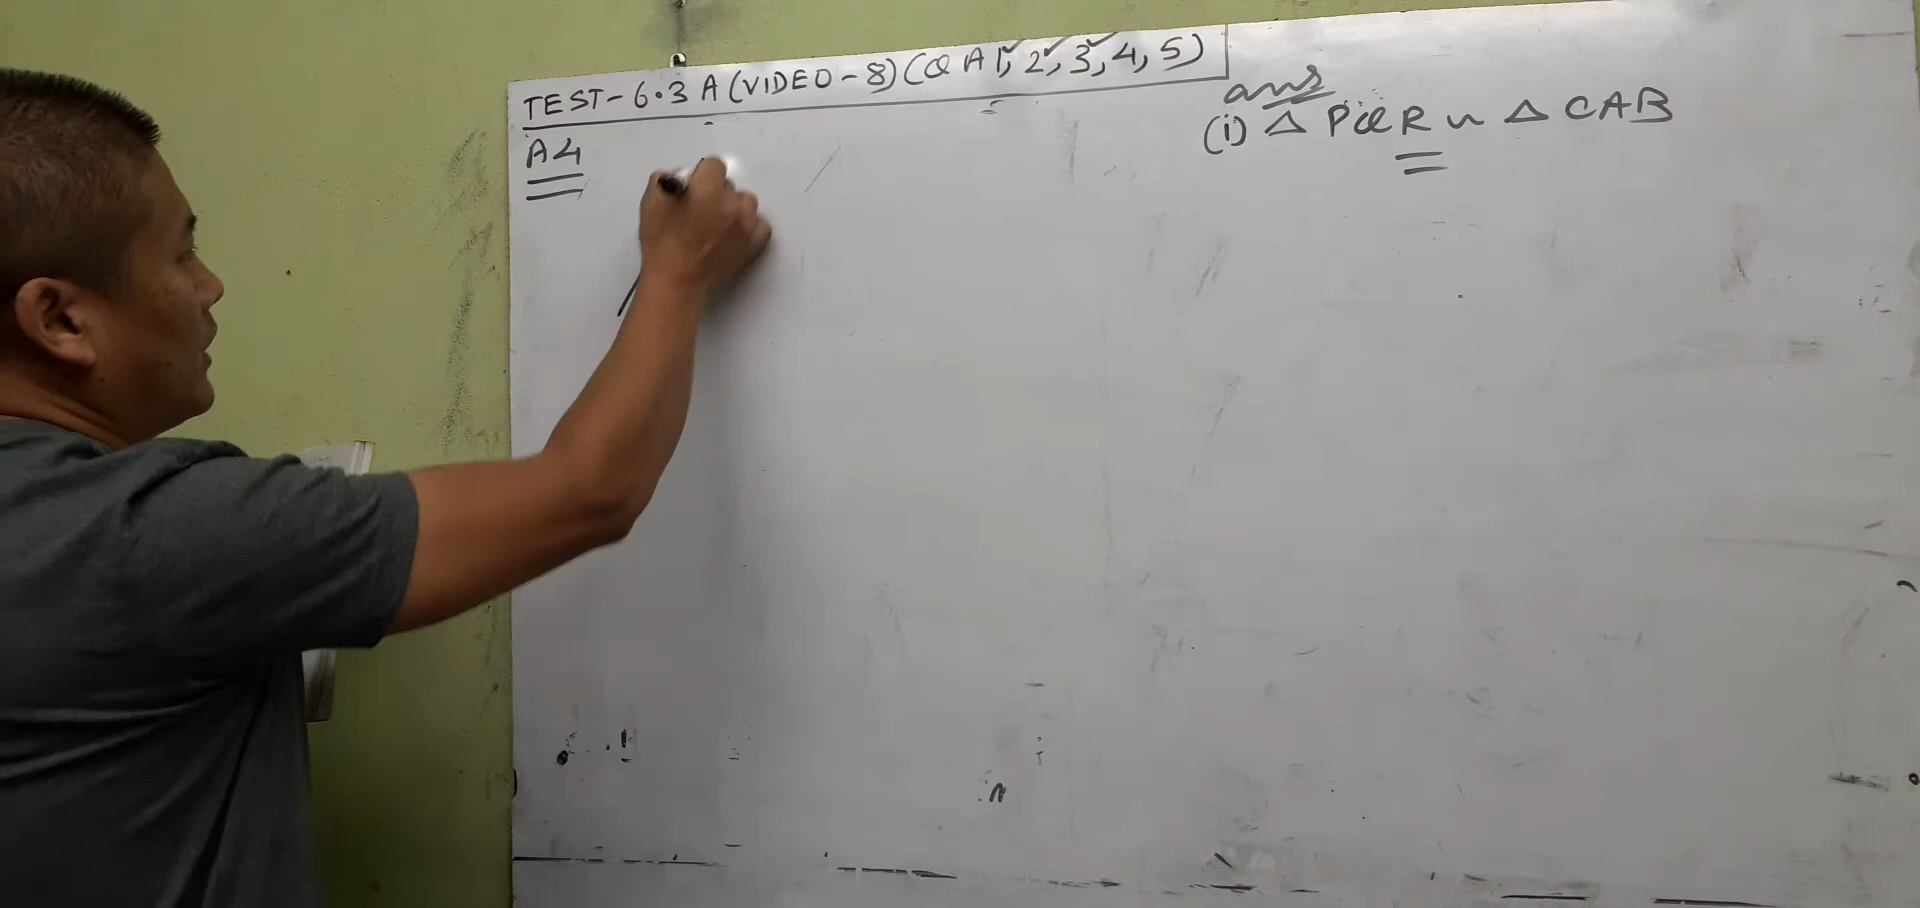 TEST-6.3 A (VIDEO-8) (Q A 1, 2, 3, 4, 5)
A4
ans
(i) △ PQR ~ △ CAB